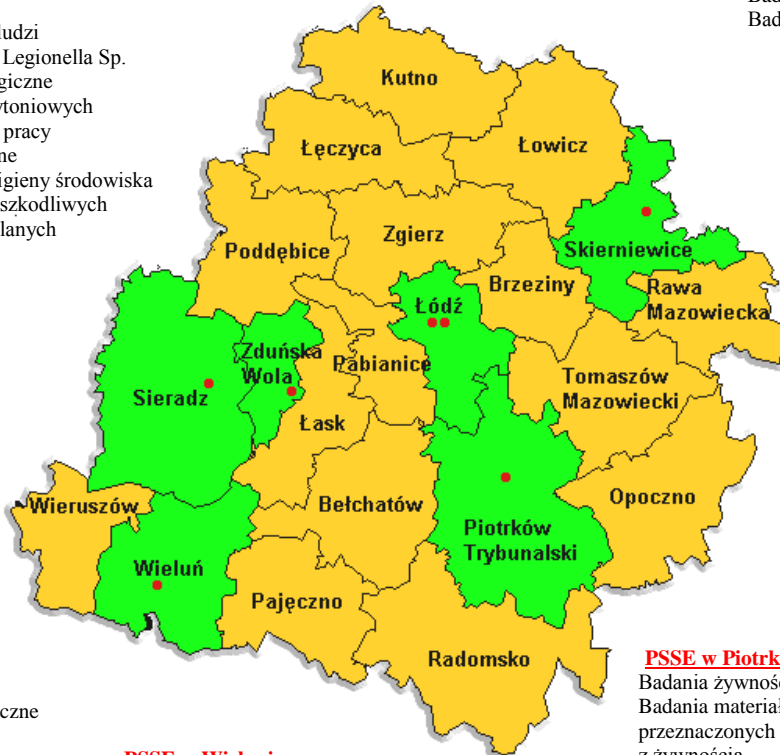 Bad
ludzi
Legionella Sp.
giczne
ytoniowych
pracy
ne
igieny środowiska
szkodliwych
lanych
Kutno
Łęczyca
Łowicz
Poddębice
Zgierz
Skierniewice
Brzeziny
Rawa
Mazowiecka
Łódź
Zduńska
Wola
Pabianice
Sieradz
Tomaszów
Mazowiecki
Łask
Wieruszów
Bełchatów
Opoczno
Piotrków
Trybunalski
Wieluń
Pajęczno
Radomsko
PSSE w Piotrk
Badania żywnoś
Badania materiał
przeznaczonych
z żywnością
czne